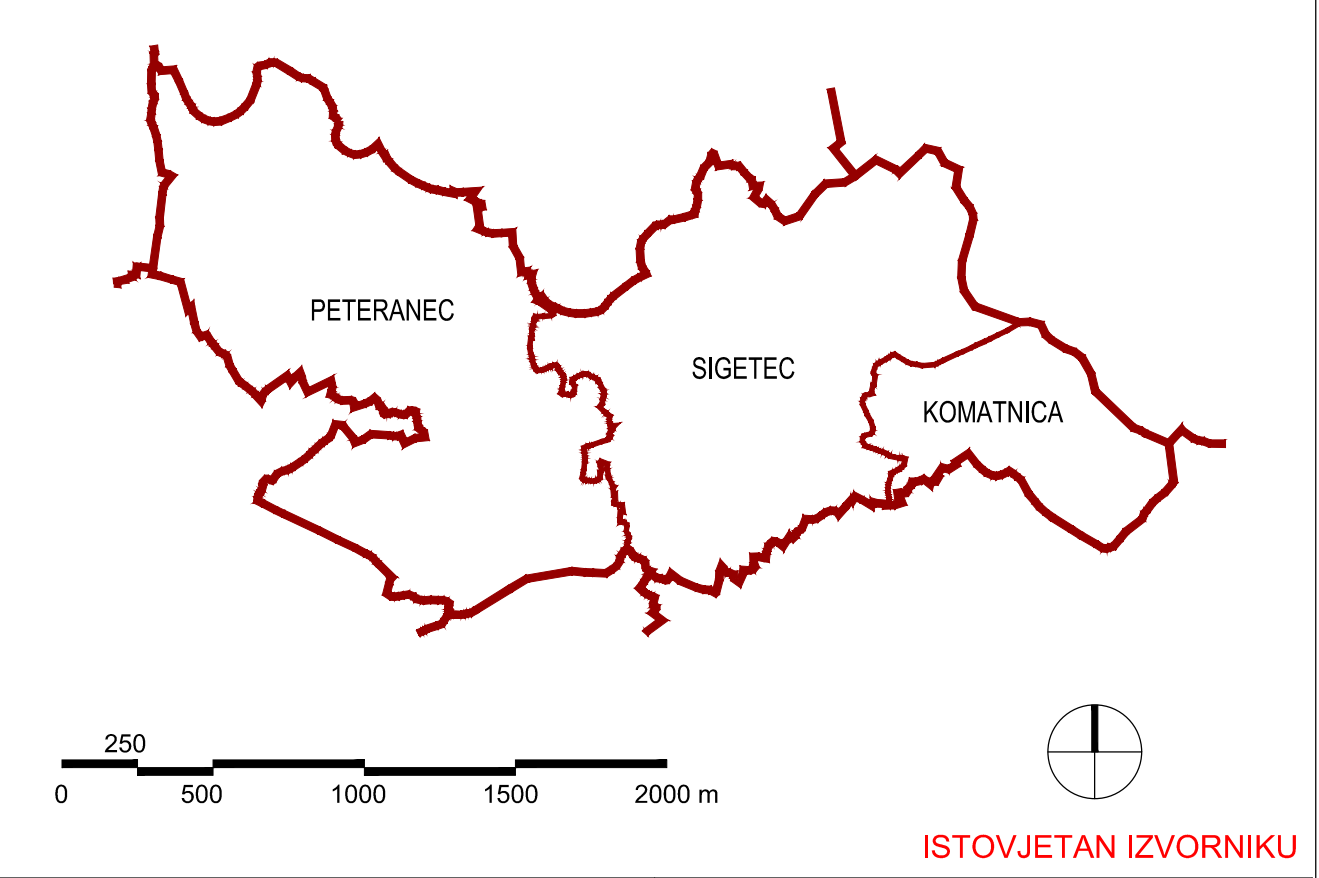 PETERANEC
SIGETEC
KOMATNICA
250
0 500 1000 1500 2000 m
ISTOVJETAN IZVORNIKU